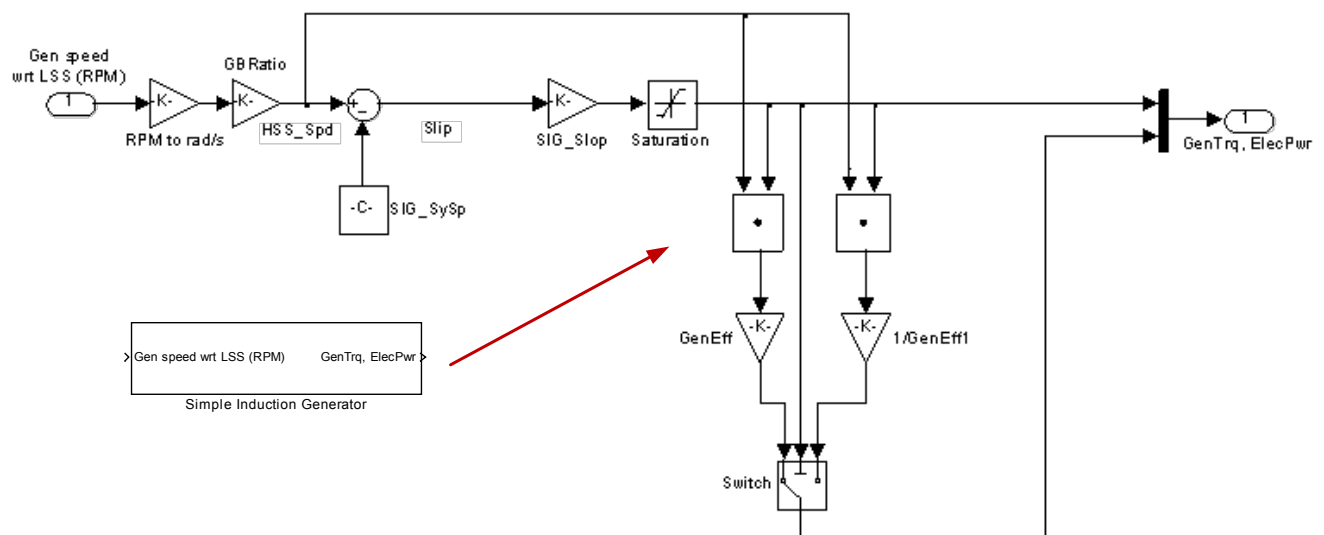 Gen speed
wrt LSS (RPM)
1
-K-
RPM to rad/s
GBRatio
-K-
HSS_Spd
+
-
Slip
-C-
SIG_SySp
-K-
SIG_Slop
Saturation
1
GenTrq, ElecPwr
GenEff
-K-
-K-
1/GenEff1
Switch
Gen speed wrt LSS (RPM)
GenTrq, ElecPwr
Simple Induction Generator